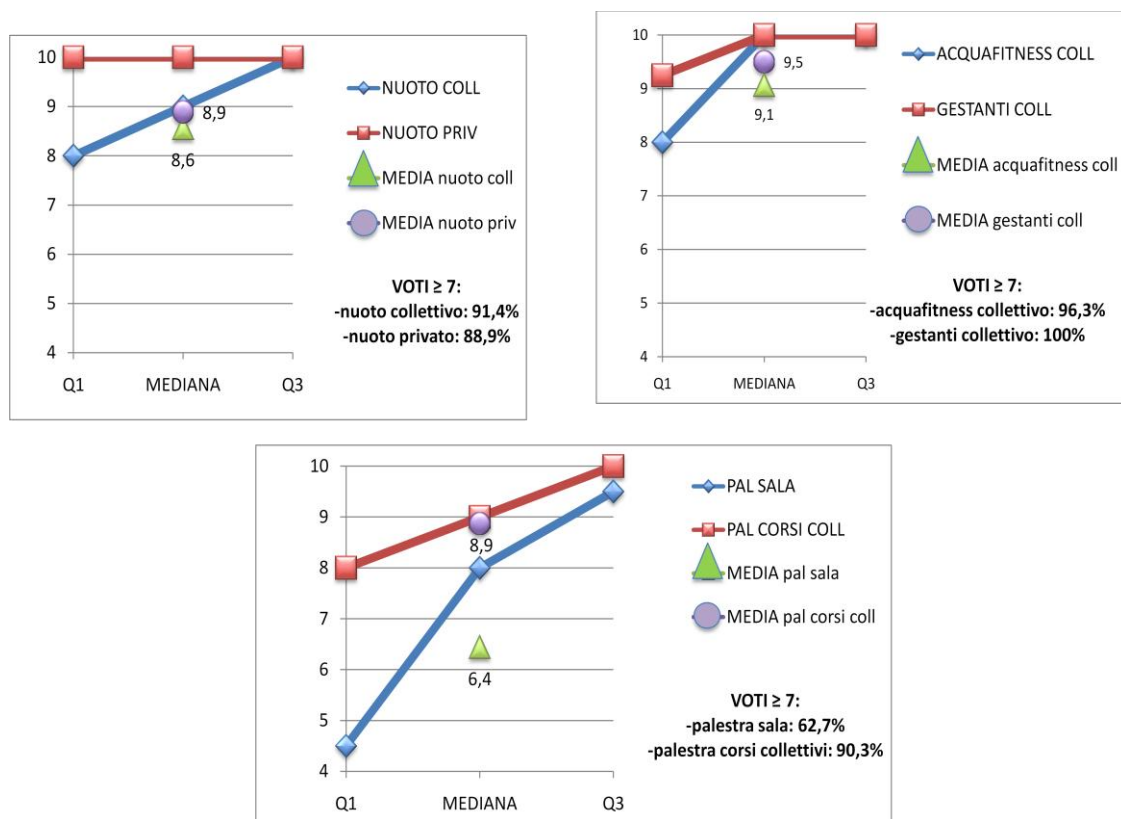 10
9
8
7
6
5
4
Q1 MEDIANA Q3
8,9
8,6
NUOTO COLL
NUOTO PRIV
MEDIA nuoto coll
MEDIA nuoto priv
VOTI ≥ 7:
-nuoto collettivo: 91,4%
-nuoto privato: 88,9%
10
9
8
7
6
5
4
Q1 MEDIANA Q3
9,5
9,1
ACQUAFITNESS COLL
GESTANTI COLL
MEDIA acquafitness coll
MEDIA gestanti coll
VOTI ≥ 7:
-acquafitness collettivo: 96,3%
-gestanti collettivo: 100%
10
9
8
7
6
5
4
Q1 MEDIANA Q3
8,9
6,4
PAL SALA
PAL CORSI COLL
MEDIA pal sala
MEDIA pal corsi coll
VOTI ≥ 7:
-palestra sala: 62,7%
-palestra corsi collettivi: 90,3%